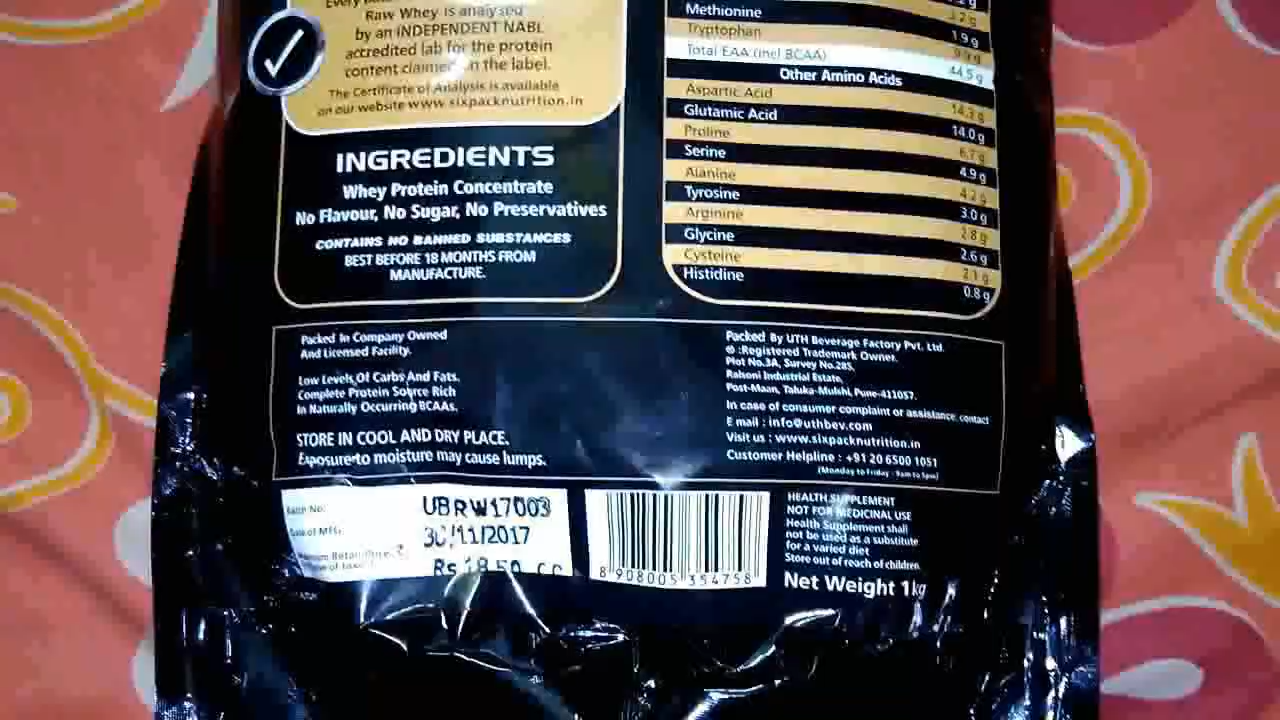 Raw Whey is analysed
by an INDEPENDENT NABL
accredited lab for the protein
content claimed on the label.
The Certificate of Analysis is available
on our website www.sixpacknutrition.in
INGREDIENTS
Whey Protein Concentrate
No Flavour, No Sugar, No Preservatives
CONTAINS NO BANNED SUBSTANCES
BEST BEFORE 18 MONTHS FROM
MANUFACTURE.
Methionine
Tryptophan 1.9 g
Total EAA (incl BCAA) 44.5 g
Other Amino Acids
Aspartic Acid 14.2 g
Glutamic Acid 14.0 g
Proline 6.7 g
Serine 4.9 g
Alanine 4.2 g
Tyrosine 3.0 g
Arginine 2.8 g
Glycine 2.6 g
Cysteine 2.1 g
Histidine 0.8 g
Packed In Company Owned
And Licensed Facility.
Low Levels Of Carbs And Fats.
Complete Protein Source Rich
In Naturally Occurring BCAAs.
STORE IN COOL AND DRY PLACE.
Exposure to moisture may cause lumps.
Packed By UTH Beverage Factory Pvt. Ltd.
® :Registered Trademark Owner.
Plot No.3A, Survey No.285,
Rahoni Industrial Estate,
Post-Maan, Taluka-Mulshi, Pune-411057.
In case of consumer complaint or assistance, contact
E mail : info@uthbev.com
Visit us : www.sixpacknutrition.in
Customer Helpline : +91 20 6500 1051
(Monday to Friday - 9am to 5pm)
Batch No: UBRW17003
Date of MFG: 30/11/2017
Rs 1850
8 908005 354758
HEALTH SUPPLEMENT
NOT FOR MEDICINAL USE
Health Supplement shall
not be used as a substitute
for a varied diet
Store out of reach of children.
Net Weight 1kg